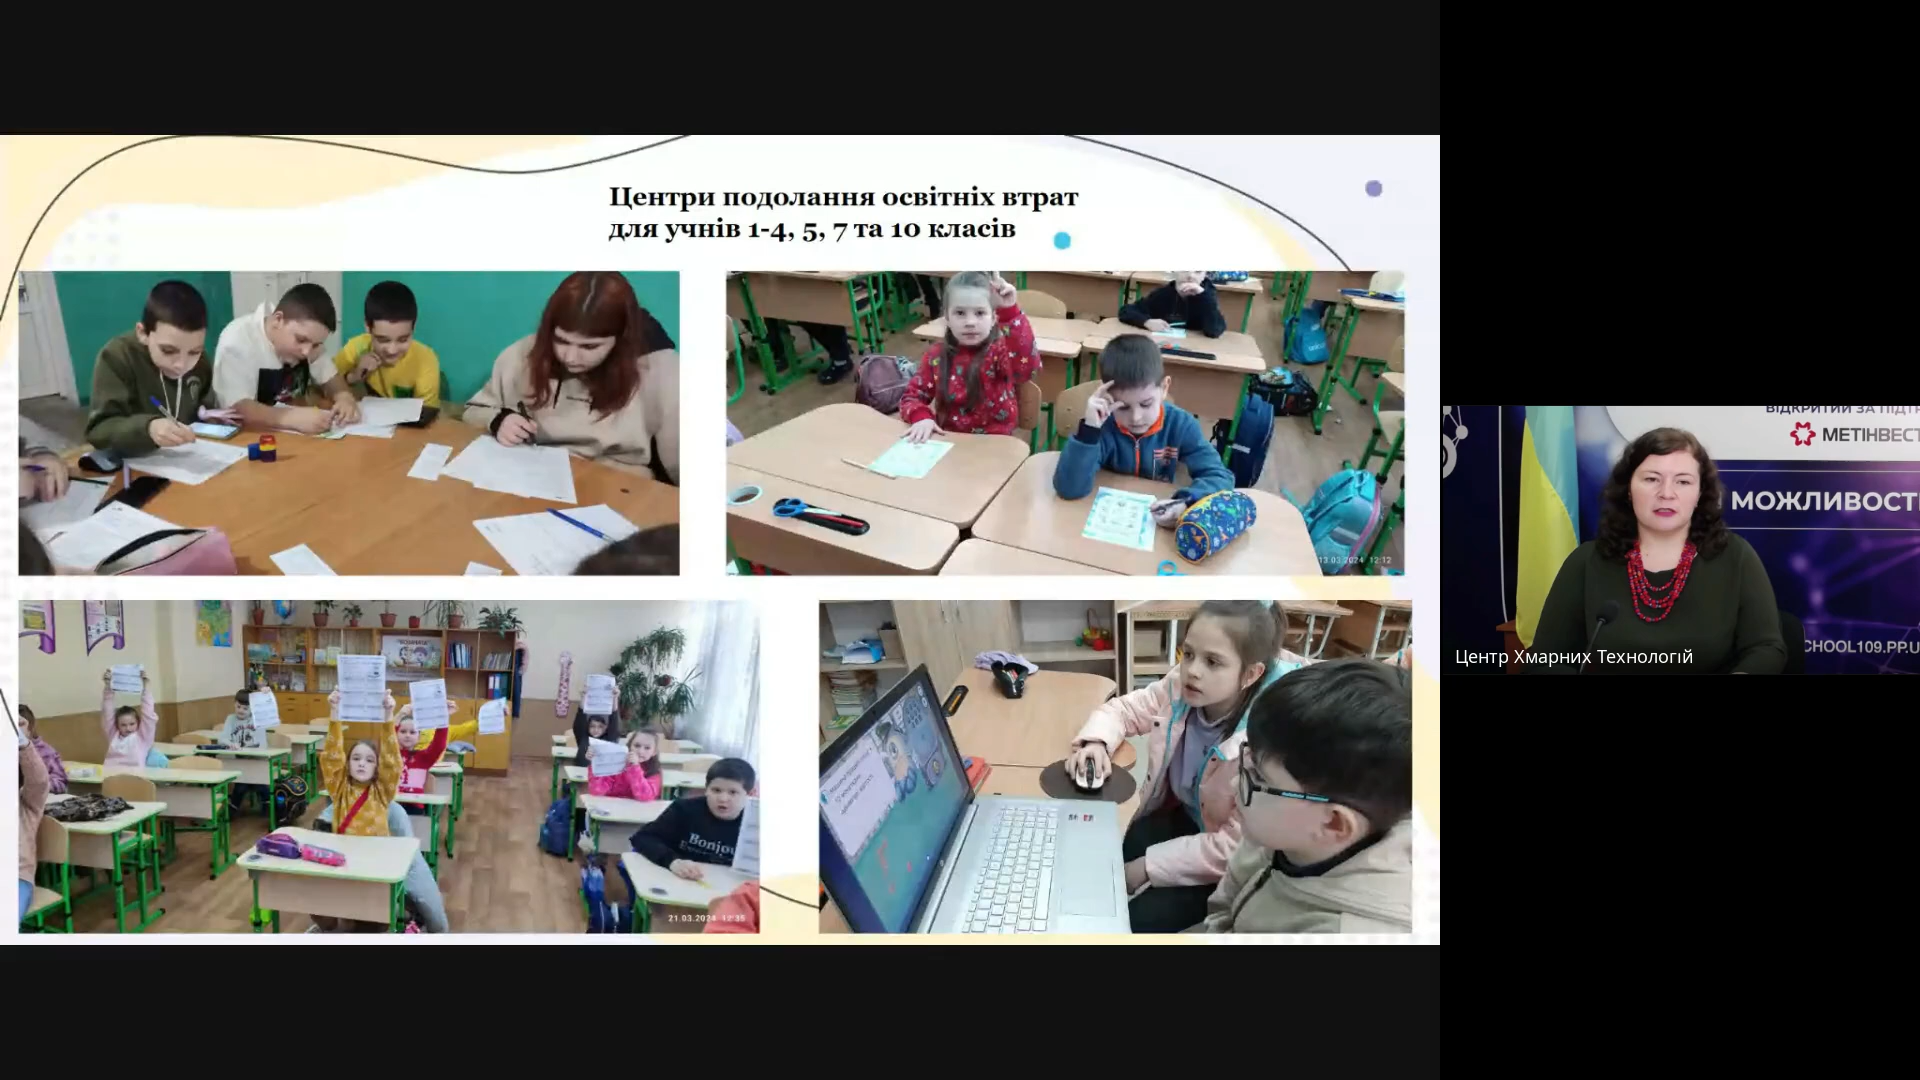 Центри подолання освітніх втрат
для учнів 1-4, 5, 7 та 10 класів
13.03.2024 12:12
Bonjou
21.03.2024 12:35
ВІДКРИТИЙ ЗА ПІДТР
МЕТІНВЕСТ
МОЖЛИВОСТ
CHOOL109.PP.U
Центр Хмарних Технологій